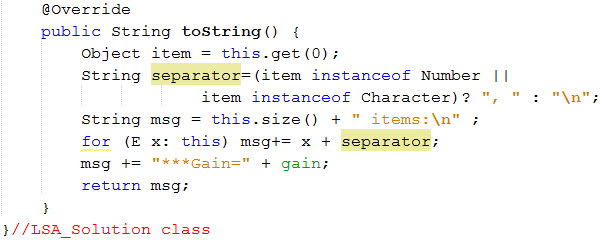 @Override
public String toString() {
Object item = this.get(0);
String separator=(item instanceof Number ||
item instanceof Character)? ", " : "\n";
String msg = this.size() + " items:\n" ;
for (E x: this) msg+= x + separator;
msg += "***Gain=" + gain;
return msg;
}
}//LSA_Solution class